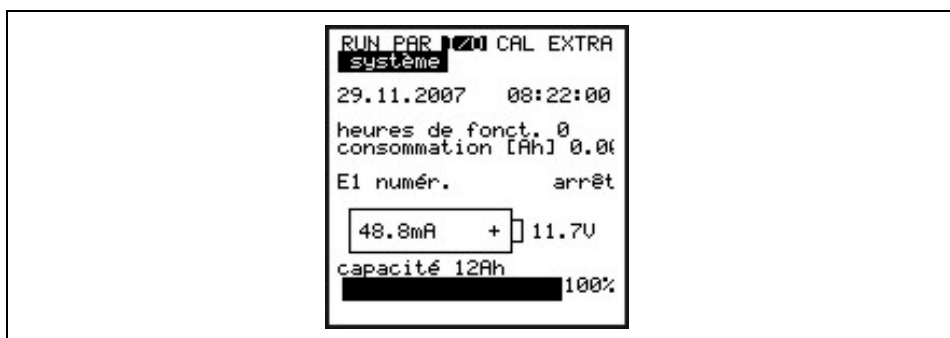 RUN PAR I/O CAL EXTRA
système
29.11.2007 08:22:00
heures de fonct. 0
consommation [Ah] 0.0
E1 numér. arrêt
48.8mA + 11.7V
capacité 12Ah
100%